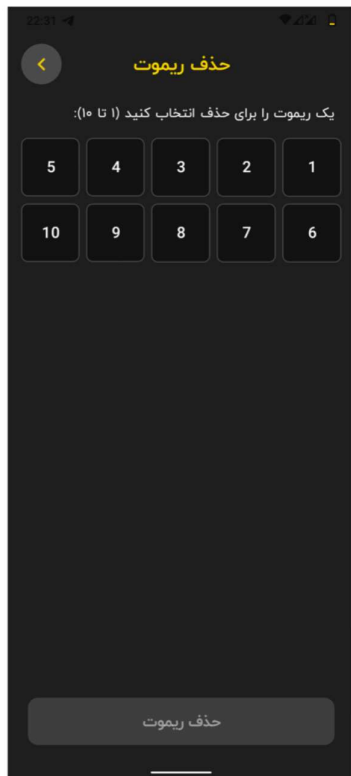 22:31
حذف ریموت
یک ریموت را برای حذف انتخاب کنید (۱ تا ۱۰):
1 2 3 4 5
6 7 8 9 10
حذف ریموت